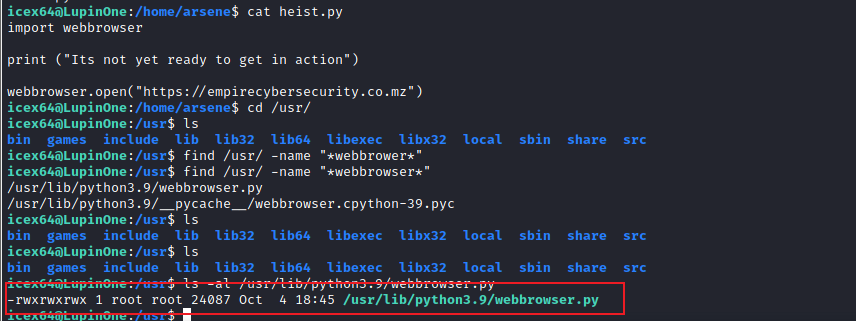 icex64@LupinOne:/home/arsene$ cat heist.py
import webbrowser

print ("Its not yet ready to get in action")

webbrowser.open("https://empirecybersecurity.co.mz")
icex64@LupinOne:/home/arsene$ cd /usr/
icex64@LupinOne:/usr$ ls
bin  games  include  lib  lib32  lib64  libexec  libx32  local  sbin  share  src
icex64@LupinOne:/usr$ find /usr/ -name "*webbrower*"
icex64@LupinOne:/usr$ find /usr/ -name "*webbrowser*"
/usr/lib/python3.9/webbrowser.py
/usr/lib/python3.9/__pycache__/webbrowser.cpython-39.pyc
icex64@LupinOne:/usr$ ls
bin  games  include  lib  lib32  lib64  libexec  libx32  local  sbin  share  src
icex64@LupinOne:/usr$ ls
bin  games  include  lib  lib32  lib64  libexec  libx32  local  sbin  share  src
icex64@LupinOne:/usr$ ls -al /usr/lib/python3.9/webbrowser.py
-rwxrwxrwx 1 root root 24087 Oct  4 18:45 /usr/lib/python3.9/webbrowser.py
icex64@LupinOne:/usr$